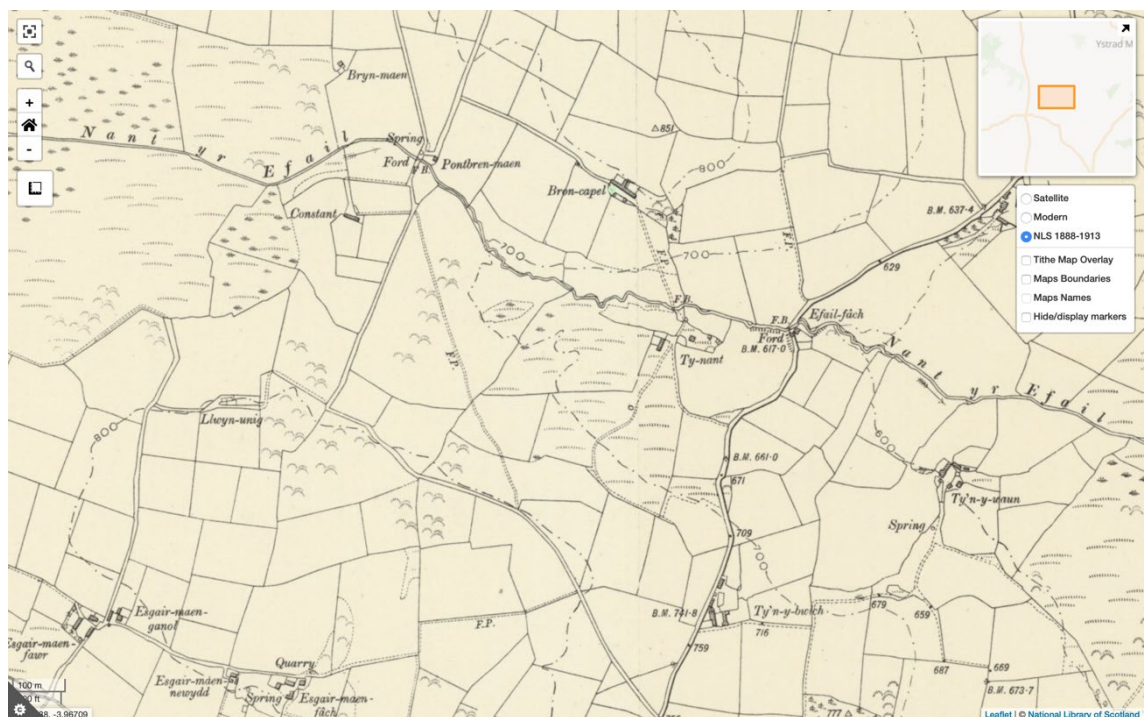 Ystrad M
Bryn-maen
+
-
Nant yr Efail
Spring
Ford
F.B.
Pontbren-maen
Constant
△851
800
Bron-capel
B.M. 637·4
Satellite
Modern
NLS 1888-1913
Tithe Map Overlay
Maps Boundaries
Maps Names
Hide/display markers
700
700
F.P.
F.P.
629
F.B.
F.B.
Efail-fâch
Ford
B.M. 617·0
Ty-nant
Nant yr Efail
F.P.
Llwyn-unig
800
600
B.M. 661·0
671
Ty'n-y-waun
Spring
709
700
Esgair-maen-
ganol
Esgair-maen-
fawr
F.P.
B.M. 741·8
Ty'n-y-bwlch
716
679
659
759
687
669
B.M. 673·7
Quarry
Esgair-maen-
newydd
Spring
Esgair-maen-
fâch
100 m
-3.96709
777 △
Leaflet | © National Library of Scotland